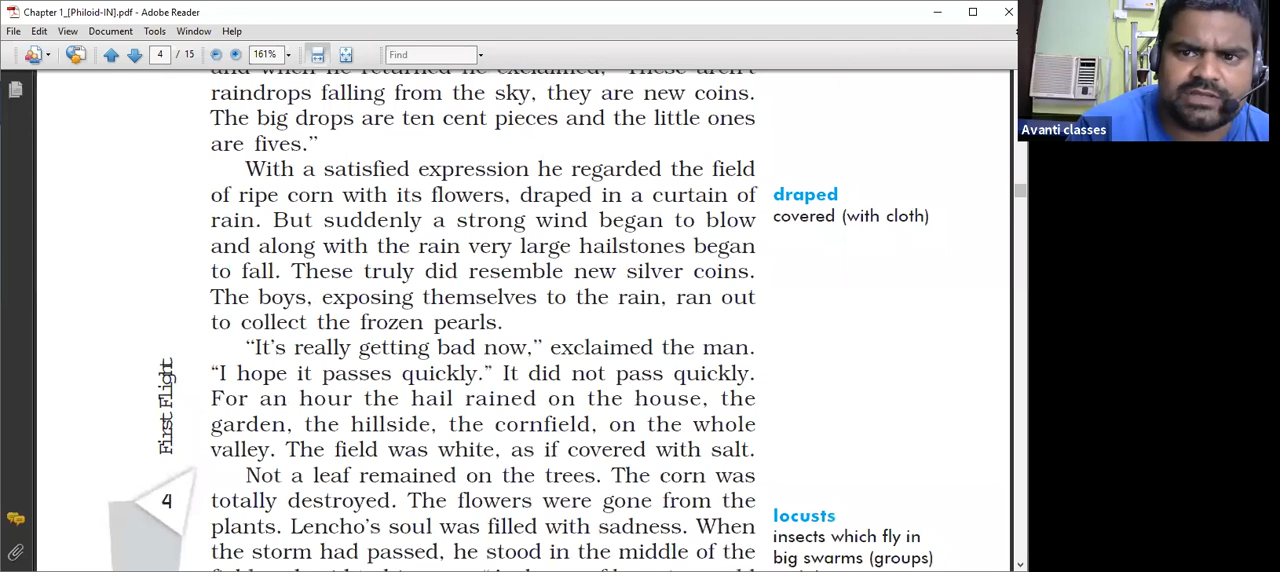 Chapter 1_[Philoid-IN].pdf - Adobe Reader
File Edit View Document Tools Window Help
4 / 15 161% Find
and when he returned he exclaimed, “These aren’t
raindrops falling from the sky, they are new coins.
The big drops are ten cent pieces and the little ones
are fives.”
With a satisfied expression he regarded the field
of ripe corn with its flowers, draped in a curtain of
rain. But suddenly a strong wind began to blow
and along with the rain very large hailstones began
to fall. These truly did resemble new silver coins.
The boys, exposing themselves to the rain, ran out
to collect the frozen pearls.
“It’s really getting bad now,” exclaimed the man.
“I hope it passes quickly.” It did not pass quickly.
For an hour the hail rained on the house, the
garden, the hillside, the cornfield, on the whole
valley. The field was white, as if covered with salt.
Not a leaf remained on the trees. The corn was
totally destroyed. The flowers were gone from the
plants. Lencho’s soul was filled with sadness. When
the storm had passed, he stood in the middle of the
draped
covered (with cloth)
locusts
insects which fly in
big swarms (groups)
First Flight
4
Avanti classes